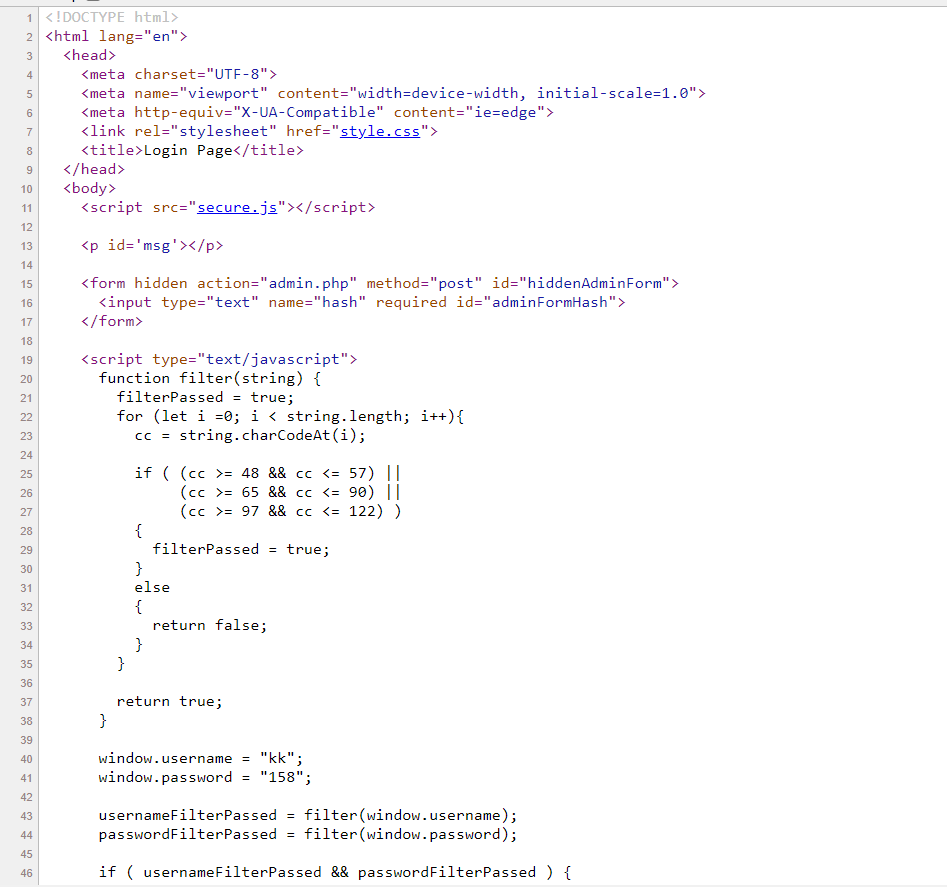 1 <!DOCTYPE html>
2 <html lang="en">
3   <head>
4     <meta charset="UTF-8">
5     <meta name="viewport" content="width=device-width, initial-scale=1.0">
6     <meta http-equiv="X-UA-Compatible" content="ie=edge">
7     <link rel="stylesheet" href="style.css">
8     <title>Login Page</title>
9   </head>
10   <body>
11     <script src="secure.js"></script>
12
13     <p id='msg'></p>
14
15     <form hidden action="admin.php" method="post" id="hiddenAdminForm">
16       <input type="text" name="hash" required id="adminFormHash">
17     </form>
18
19     <script type="text/javascript">
20       function filter(string) {
21         filterPassed = true;
22         for (let i =0; i < string.length; i++){
23           cc = string.charCodeAt(i);
24
25           if ( (cc >= 48 && cc <= 57) ||
26                (cc >= 65 && cc <= 90) ||
27                (cc >= 97 && cc <= 122) )
28           {
29             filterPassed = true;
30           }
31           else
32           {
33             return false;
34           }
35         }
36
37         return true;
38       }
39
40       window.username = "kk";
41       window.password = "158";
42
43       usernameFilterPassed = filter(window.username);
44       passwordFilterPassed = filter(window.password);
45
46       if ( usernameFilterPassed && passwordFilterPassed ) {